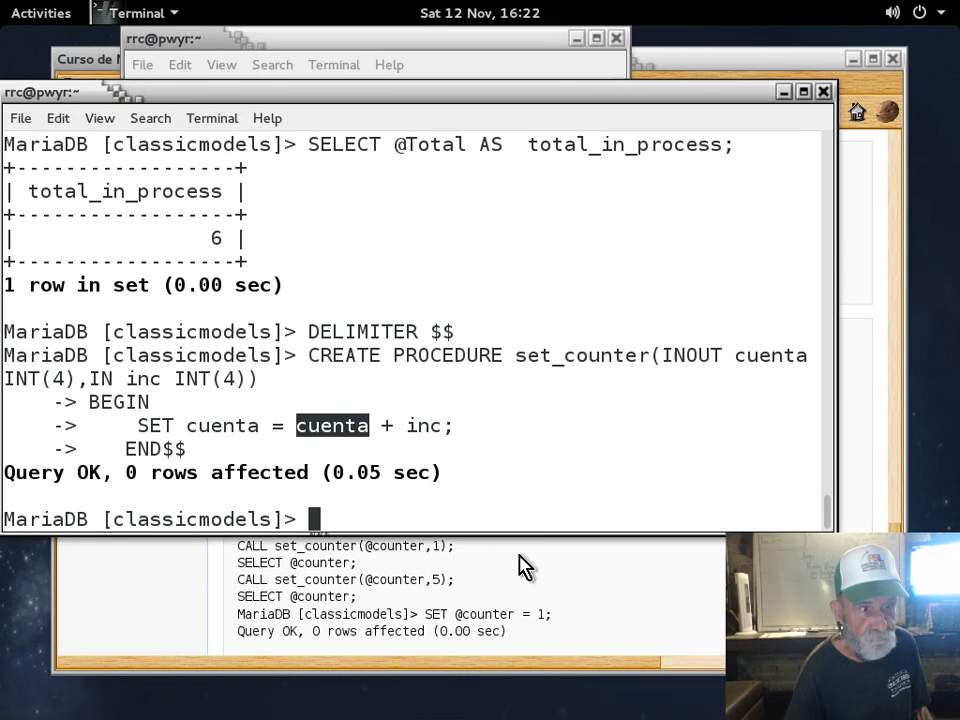 Activities Terminal Sat 12 Nov, 16:22
rrc@pwyr:~
Curso de
File Edit View Search Terminal Help
rrc@pwyr:~
File Edit View Search Terminal Help
MariaDB [classicmodels]> SELECT @Total AS  total_in_process;
+------------------+
| total_in_process |
+------------------+
|                6 |
+------------------+
1 row in set (0.00 sec)
MariaDB [classicmodels]> DELIMITER $$
MariaDB [classicmodels]> CREATE PROCEDURE set_counter(INOUT cuenta
INT(4),IN inc INT(4))
    -> BEGIN
    ->     SET cuenta = cuenta + inc;
    ->    END$$
Query OK, 0 rows affected (0.05 sec)
MariaDB [classicmodels]>
CALL set_counter(@counter,1);
SELECT @counter;
CALL set_counter(@counter,5);
SELECT @counter;
MariaDB [classicmodels]> SET @counter = 1;
Query OK, 0 rows affected (0.00 sec)